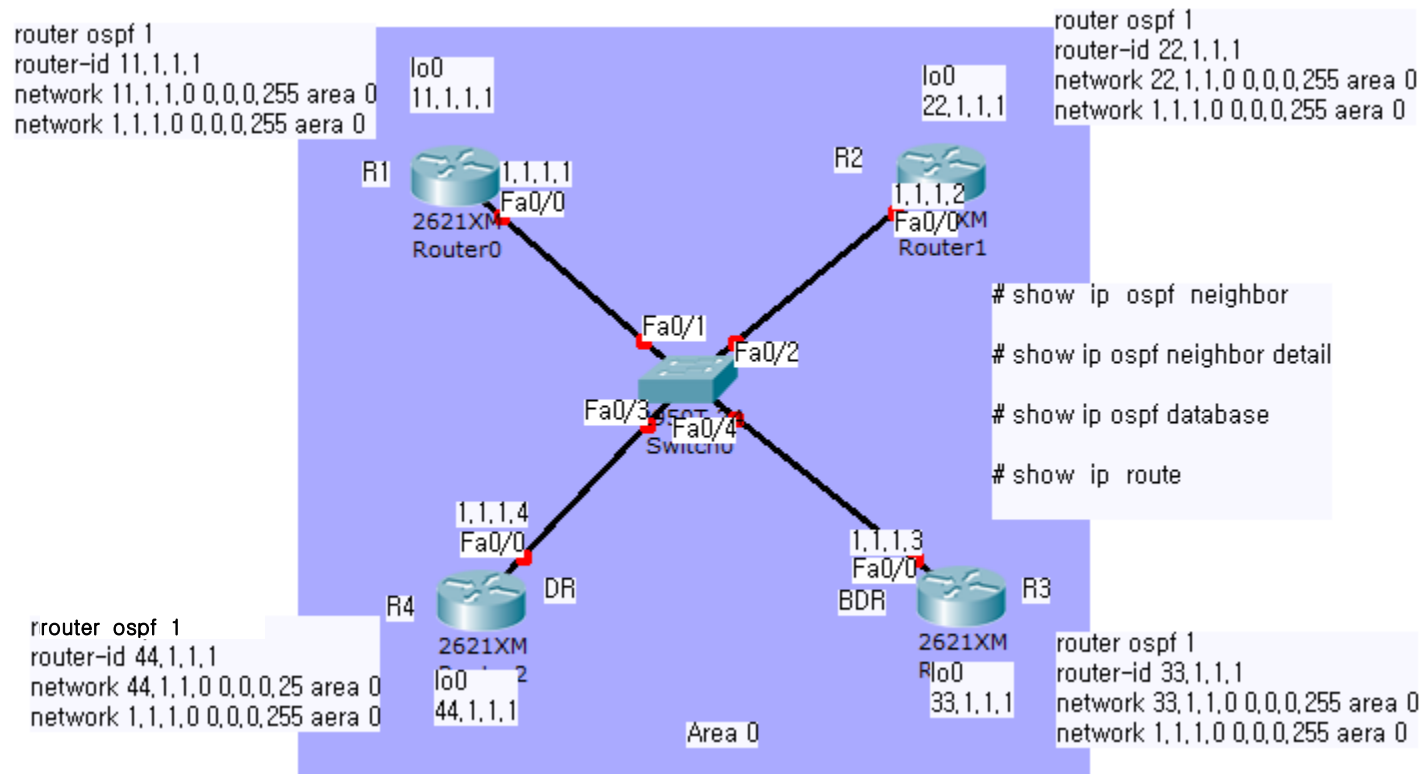 router ospf 1
router-id 11,1,1,1
network 11,1,1,0 0,0,0,255 area 0
network 1,1,1,0 0,0,0,255 aera 0
lo0
11,1,1,1
R1
1,1,1,1
Fa0/0
2621XM
Router0
router ospf 1
router-id 22,1,1,1
network 22,1,1,0 0,0,0,255 area 0
network 1,1,1,0 0,0,0,255 aera 0
lo0
22,1,1,1
R2
1,1,1,2
Fa0/0
XM
Router1
# show ip ospf neighbor
# show ip ospf neighbor detail
# show ip ospf database
# show ip route
Fa0/1
Fa0/2
Fa0/3
Fa0/4
Switch0
1,1,1,4
Fa0/0
DR
R4
2621XM
2
lo0
44,1,1,1
rrouter ospf 1
router-id 44,1,1,1
network 44,1,1,0 0,0,0,25 area 0
network 1,1,1,0 0,0,0,255 aera 0
1,1,1,3
Fa0/0
BDR
R3
2621XM
lo0
33,1,1,1
router ospf 1
router-id 33,1,1,1
network 33,1,1,0 0,0,0,255 area 0
network 1,1,1,0 0,0,0,255 aera 0
Area 0